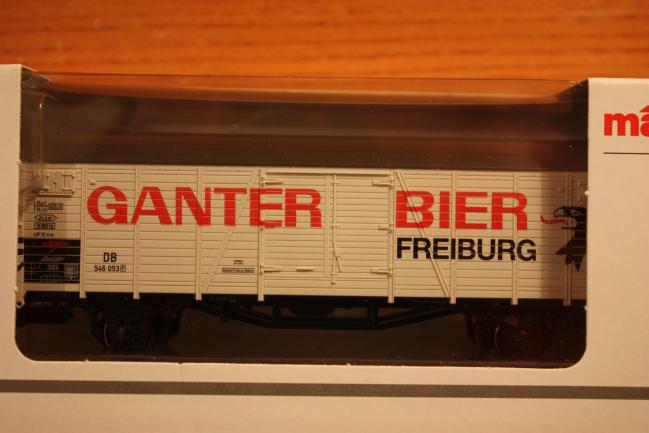 GANTER BIER
FREIBURG
DB
546 053 P
mä